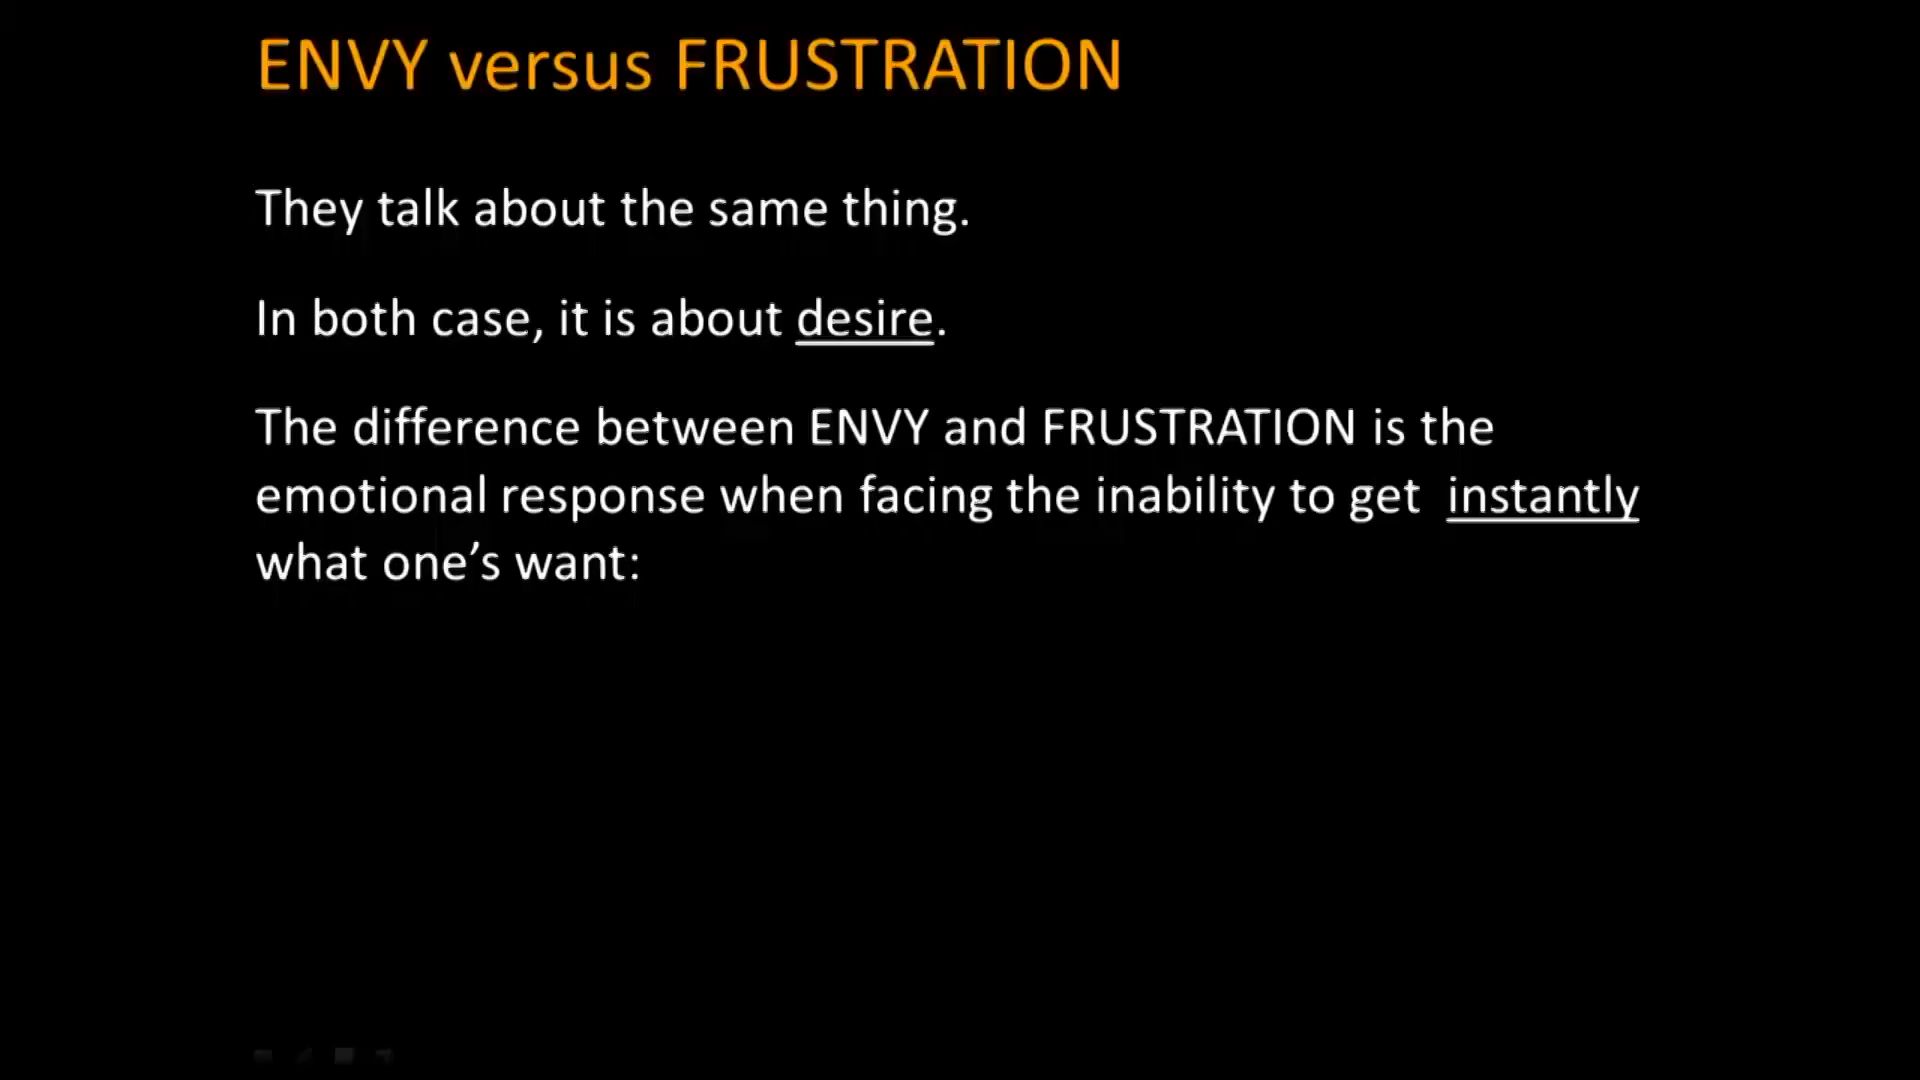 ENVY versus FRUSTRATION
They talk about the same thing.
In both case, it is about desire.
The difference between ENVY and FRUSTRATION is the
emotional response when facing the inability to get instantly
what one’s want: